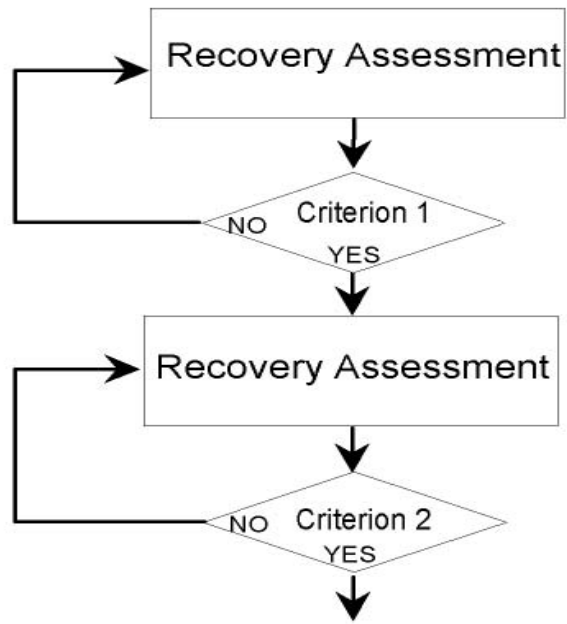 Recovery Assessment
Criterion 1
NO
YES
Recovery Assessment
Criterion 2
NO
YES